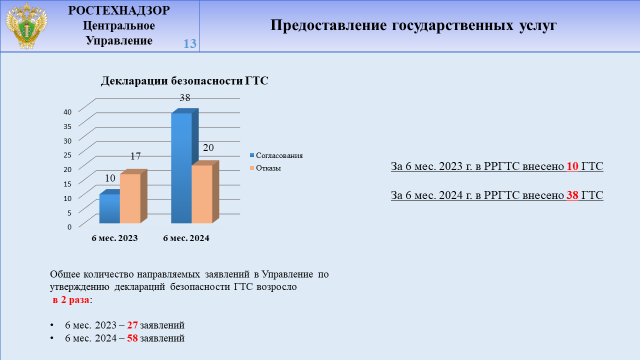 РОСТЕХНАДЗОР
Центральное
Управление
13
Предоставление государственных услуг
Декларации безопасности ГТС
40
35
30
25
20
15
10
5
0
10
17
38
20
6 мес. 2023
6 мес. 2024
Согласования
Отказы
За 6 мес. 2023 г. в РРГТС внесено 10 ГТС
За 6 мес. 2024 г. в РРГТС внесено 38 ГТС
Общее количество направляемых заявлений в Управление по
утверждению деклараций безопасности ГТС возросло
в 2 раза:
• 6 мес. 2023 – 27 заявлений
• 6 мес. 2024 – 58 заявлений